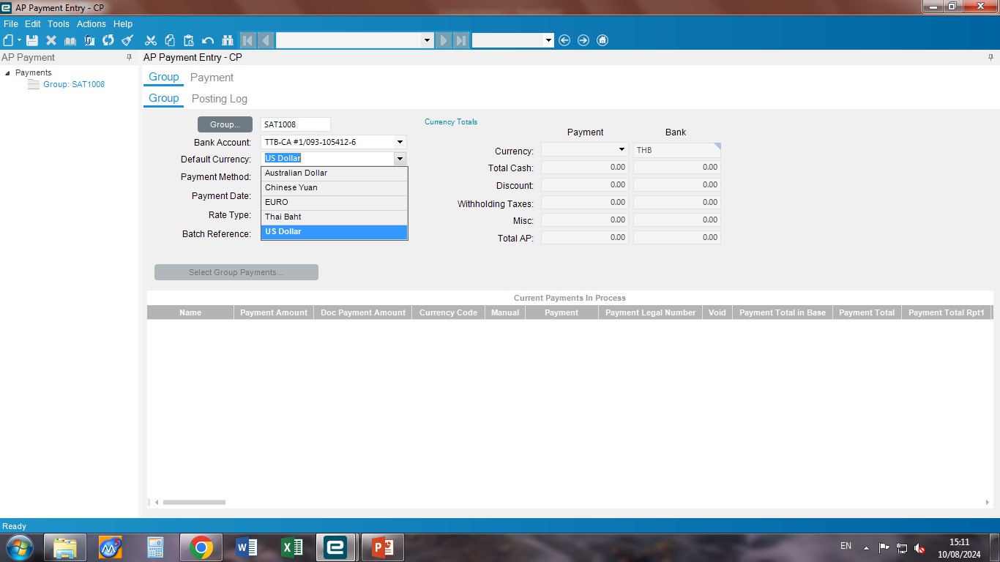 AP Payment Entry - CP
File Edit Tools Actions Help
AP Payment
AP Payment Entry - CP
Payments
Group: SAT1008
Group Payment
Group Posting Log
Group... SAT1008
Bank Account: TTB-CA #1/093-105412-6
Default Currency: US Dollar
Payment Method:
Payment Date:
Rate Type:
Batch Reference:
Australian Dollar
Chinese Yuan
EURO
Thai Baht
US Dollar
Currency Totals
Payment Bank
Currency: THB
Total Cash: 0.00 0.00
Discount: 0.00 0.00
Withholding Taxes: 0.00 0.00
Misc: 0.00 0.00
Total AP: 0.00 0.00
Select Group Payments...
Current Payments In Process
Name Payment Amount Doc Payment Amount Currency Code Manual Payment Payment Legal Number Void Payment Total in Base Payment Total Payment Total Rpt1
Ready
EN
15:11
10/08/2024